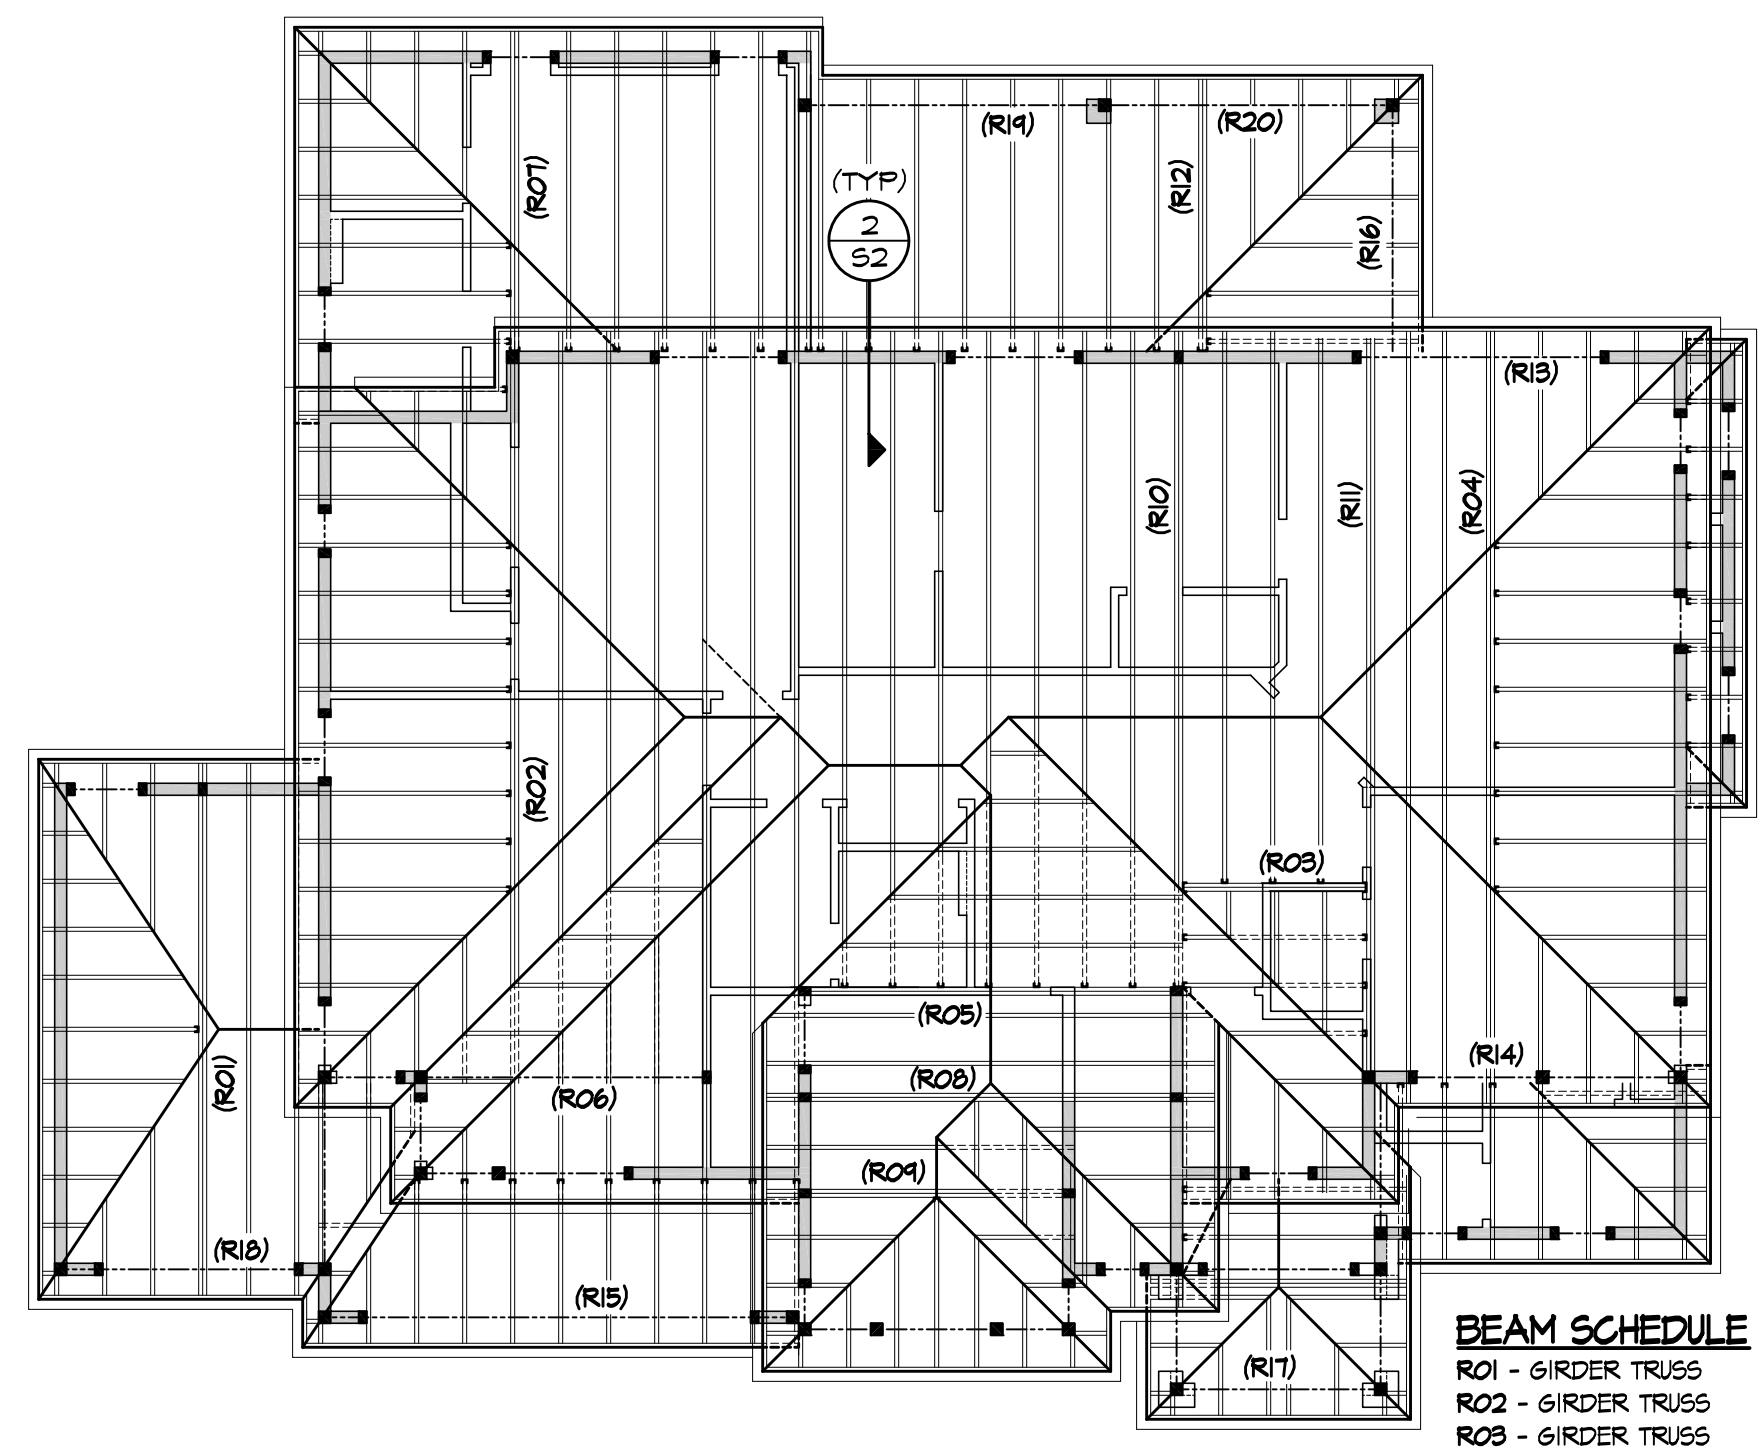 (R19)
(R20)
(R07)
(TYP)
2
S2
(R12)
(R16)
(R13)
(R10)
(R11)
(R04)
(R02)
(R03)
(R05)
(R14)
(R01)
(R06)
(R08)
(R09)
(R18)
(R15)
(R17)
BEAM SCHEDULE
R01 - GIRDER TRUSS
R02 - GIRDER TRUSS
R03 - GIRDER TRUSS